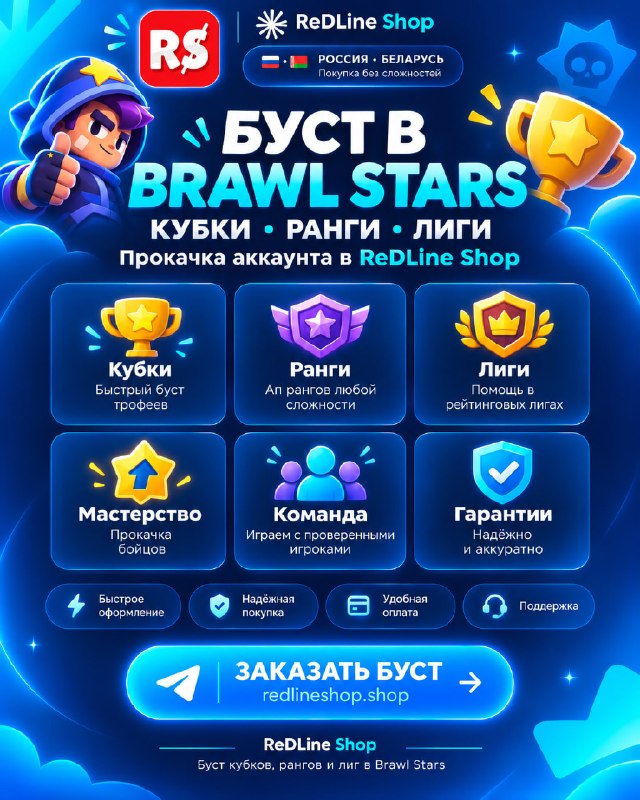 R$
ReDLine Shop
РОССИЯ • БЕЛАРУСЬ
Покупка без сложностей
БУСТ В
BRAWL STARS
КУБКИ • РАНГИ • ЛИГИ
Прокачка аккаунта в ReDLine Shop
Кубки
Быстрый буст
трофеев
Ранги
Ап рангов любой
сложности
Лиги
Помощь в
рейтинговых лигах
Мастерство
Прокачка
бойцов
Команда
Играем с проверенными
игроками
Гарантии
Надёжно
и аккуратно
Быстрое
оформление
Надёжная
покупка
Удобная
оплата
Поддержка
ЗАКАЗАТЬ БУСТ
redlineshop.shop
ReDLine Shop
Буст кубков, рангов и лиг в Brawl Stars